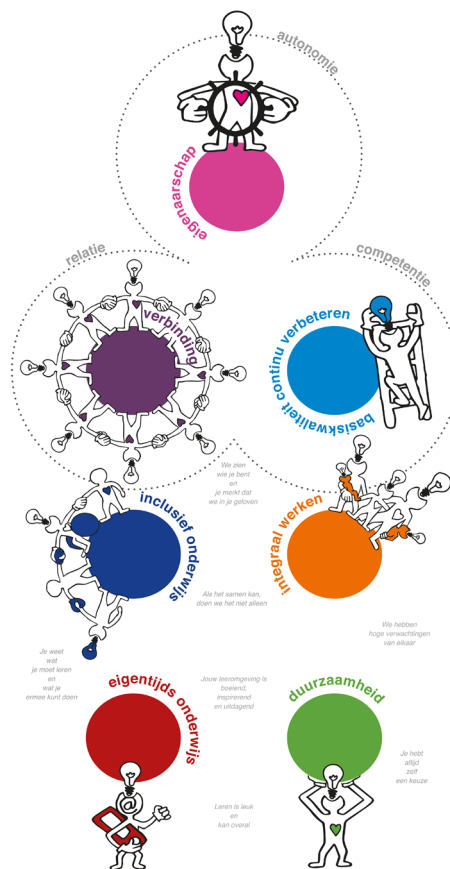 autonomie
eigenaarschap
relatie
competentie
verbinding
basiskwaliteit continu verbeteren
We zien
wie je bent
en
je merkt dat
we in je geloven
inclusief onderwijs
integraal werken
Als het samen kan,
doen we het niet alleen
We hebben
hoge verwachtingen
van elkaar
Je weet
wat
je moet leren
en
wat je
ermee kunt doen
eigentijds onderwijs
Jouw leeromgeving is
boeiend,
inspirerend
en uitdagend
duurzaamheid
Je hebt
altijd
zelf
een keuze
@
Leren is leuk
en
kan overal